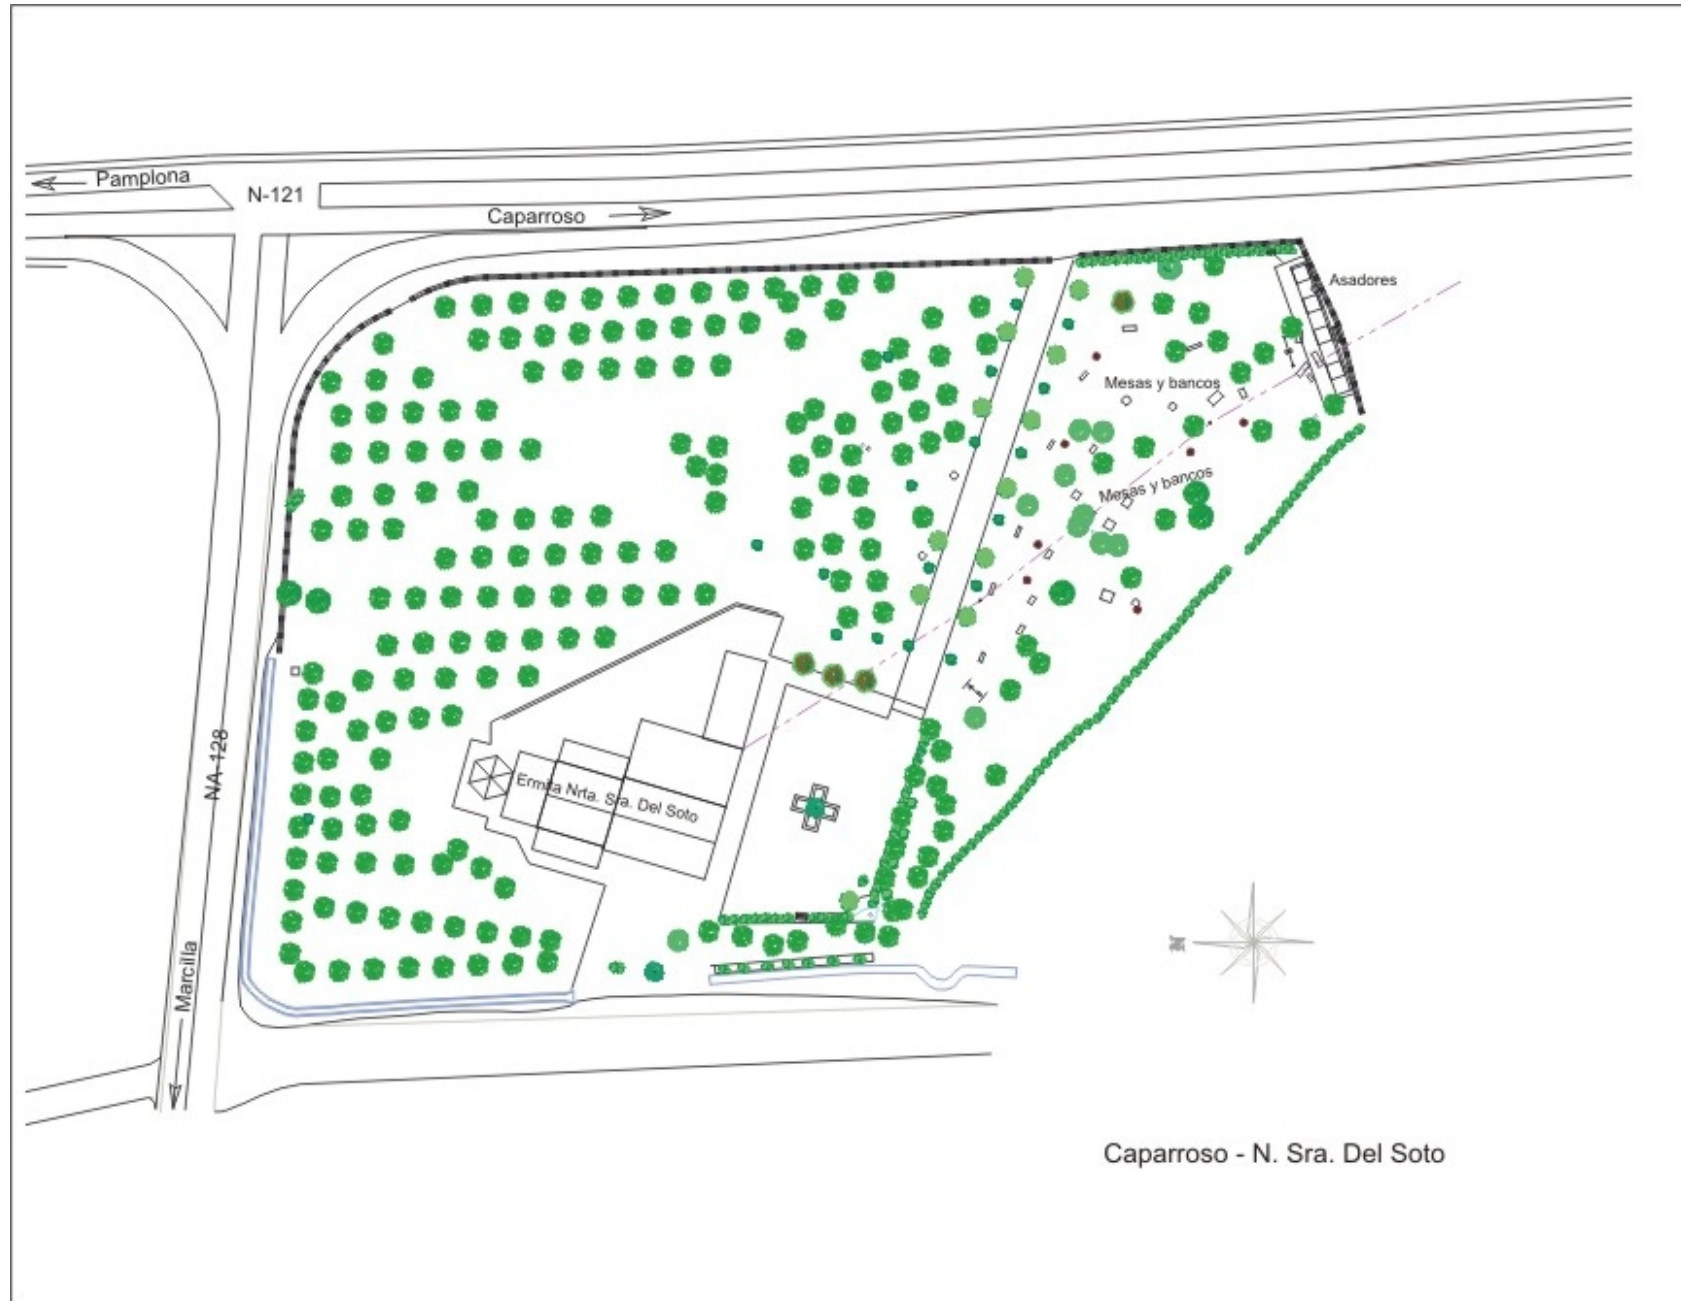 Pamplona
N-121
Caparroso
Asadores
Mesas y bancos
Mesas y bancos
NA-128
Ermita Nrta. Sra. Del Soto
Marcilla
N
Caparroso - N. Sra. Del Soto